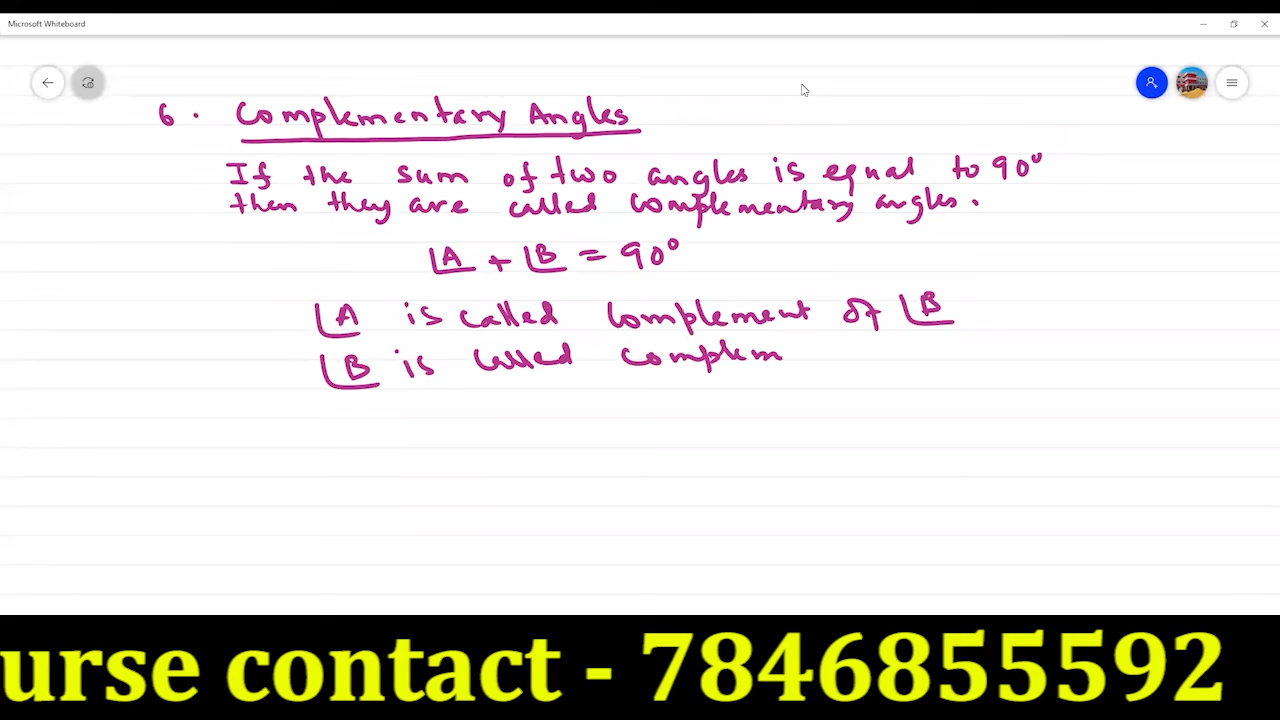 Microsoft Whiteboard
6. Complementary Angles
If the sum of two angles is equal to 90°
then they are called complementary angles.
∠A + ∠B = 90°
∠A is called complement of ∠B
∠B is called complem
urse contact - 7846855592